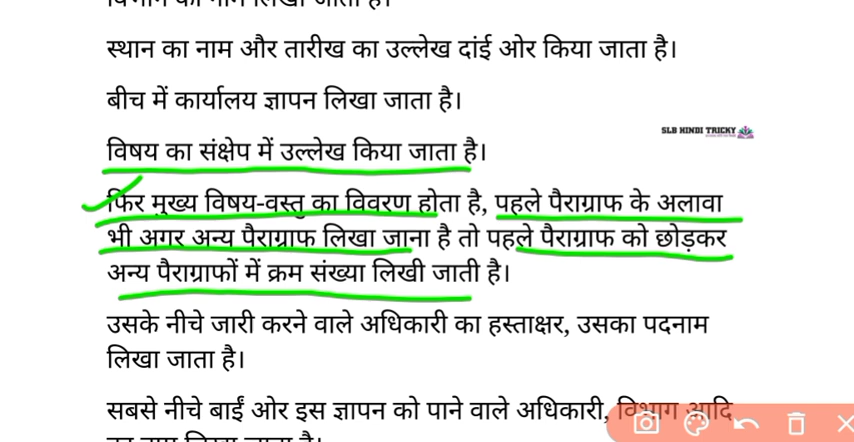 विभाग का नाम लिखा जाता है।
स्थान का नाम और तारीख का उल्लेख दांई ओर किया जाता है।
बीच में कार्यालय ज्ञापन लिखा जाता है।
SLB HINDI TRICKY
विषय का संक्षेप में उल्लेख किया जाता है।
फिर मुख्य विषय-वस्तु का विवरण होता है, पहले पैराग्राफ के अलावा
भी अगर अन्य पैराग्राफ लिखा जाना है तो पहले पैराग्राफ को छोड़कर
अन्य पैराग्राफों में क्रम संख्या लिखी जाती है।
उसके नीचे जारी करने वाले अधिकारी का हस्ताक्षर, उसका पदनाम
लिखा जाता है।
सबसे नीचे बाईं ओर इस ज्ञापन को पाने वाले अधिकारी, विभाग आदि
का नाम लिखा जाता है।